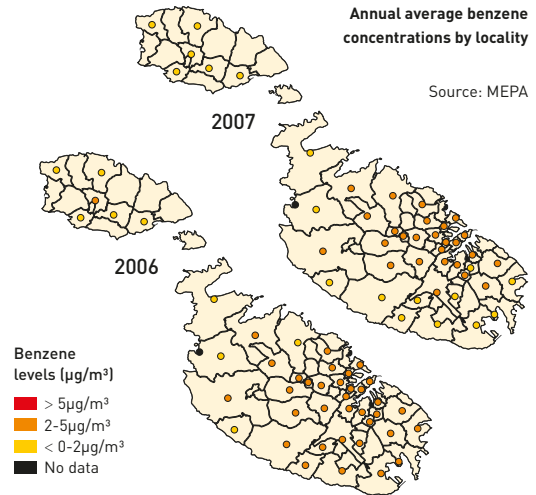 Annual average benzene
concentrations by locality
Source: MEPA
2007
2006
Benzene
levels (µg/m³)
> 5µg/m³
2-5µg/m³
< 0-2µg/m³
No data